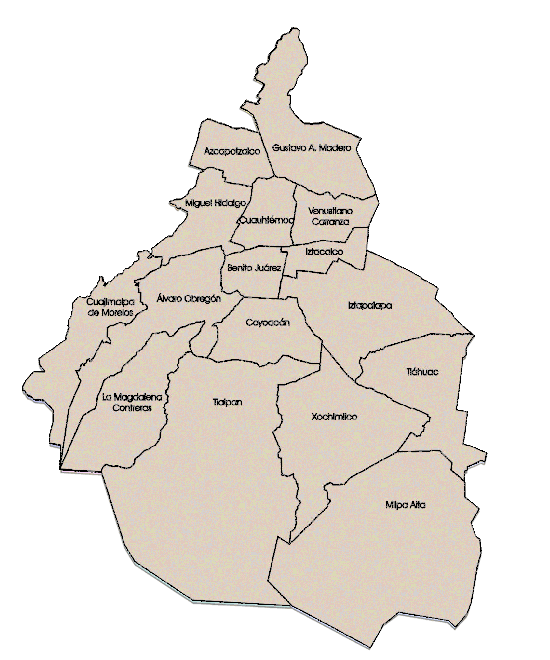 Gustavo A. Madero
Azcapotzalco
Miguel Hidalgo
Cuauhtémoc
Venustiano
Carranza
Iztacalco
Benito Juárez
Cuajimalpa
de Morelos
Álvaro Obregón
Iztapalapa
Coyoacán
Tláhuac
La Magdalena
Contreras
Tlalpan
Xochimilco
Milpa Alta